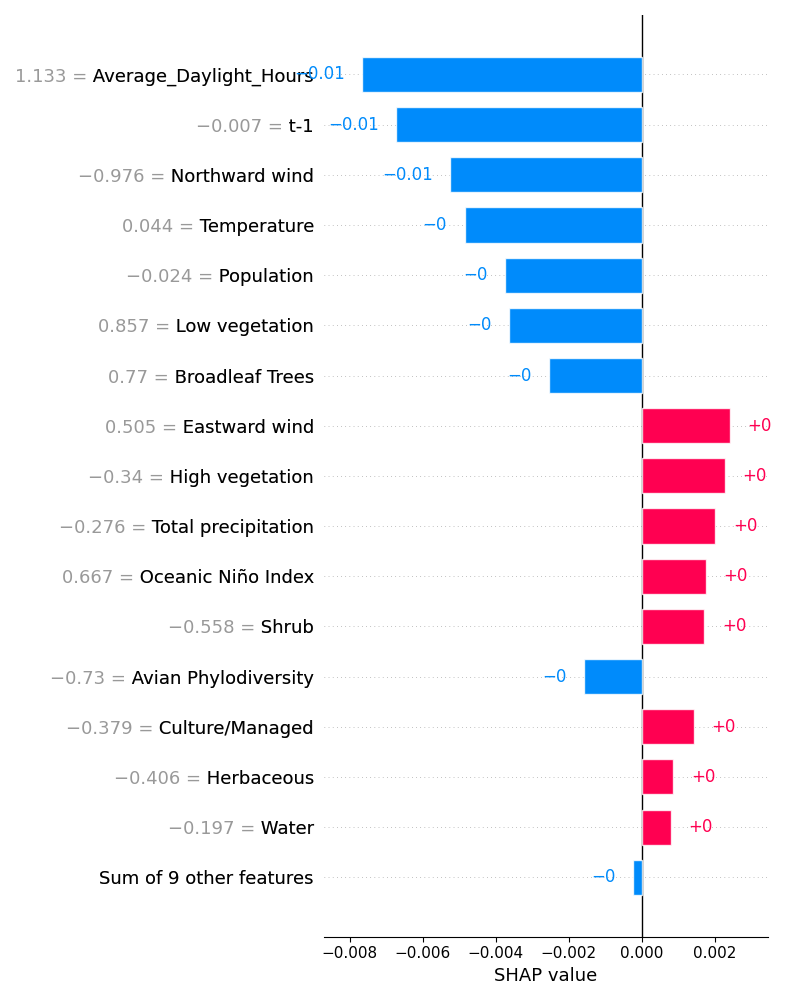 1.133 = Average_Daylight_Hours −0.01
−0.007 = t-1 −0.01
−0.976 = Northward wind −0.01
0.044 = Temperature −0
−0.024 = Population −0
0.857 = Low vegetation −0
0.77 = Broadleaf Trees −0
0.505 = Eastward wind +0
−0.34 = High vegetation +0
−0.276 = Total precipitation +0
0.667 = Oceanic Niño Index +0
−0.558 = Shrub +0
−0.73 = Avian Phylodiversity −0
−0.379 = Culture/Managed +0
−0.406 = Herbaceous +0
−0.197 = Water +0
Sum of 9 other features −0
−0.008 −0.006 −0.004 −0.002 0.000 0.002
SHAP value